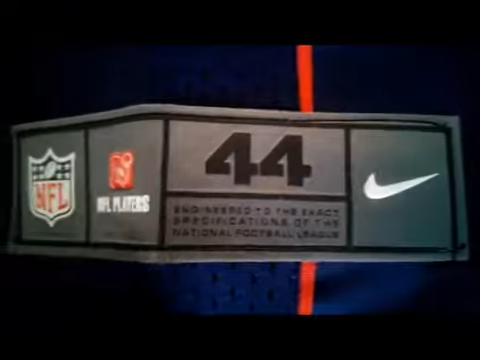 NFL
NFL PLAYERS
44
ENGINEERED TO THE EXACT
SPECIFICATIONS OF THE
NATIONAL FOOTBALL LEAGUE